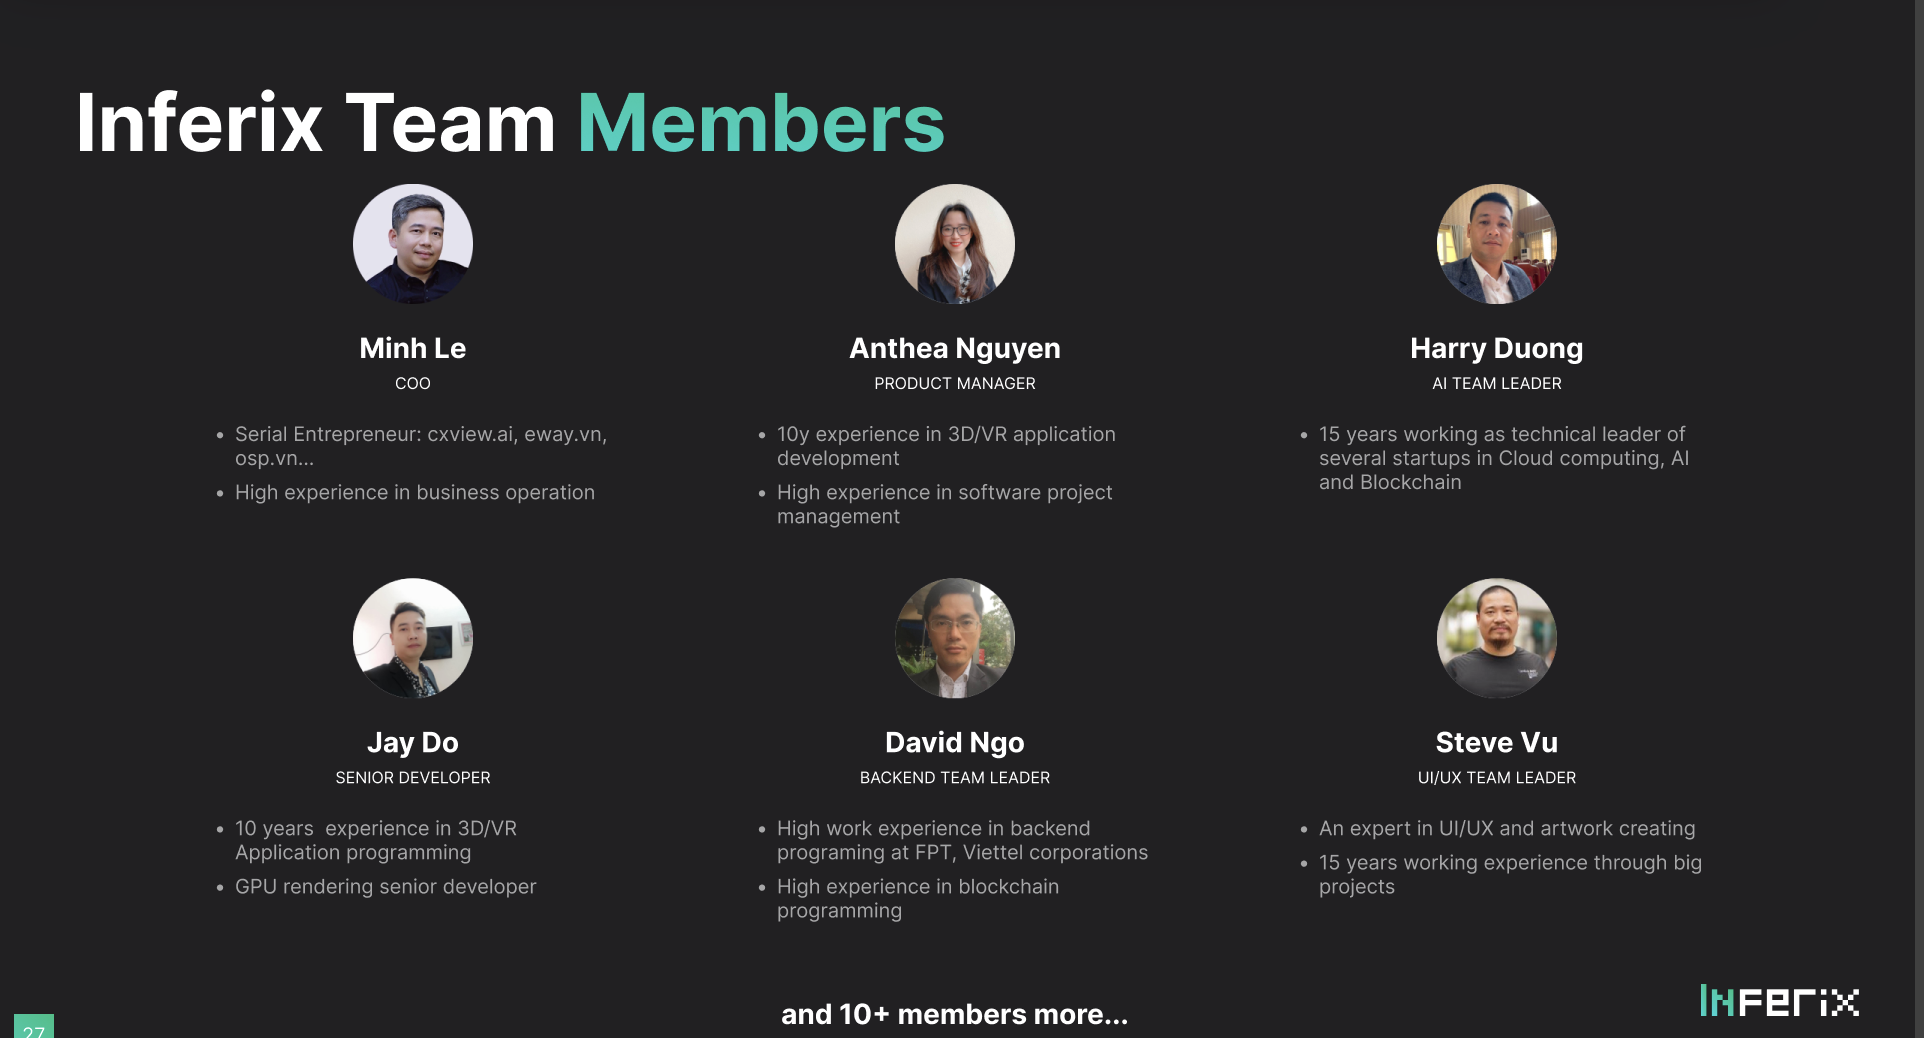 Inferix Team Members
Minh Le
COO
• Serial Entrepreneur: cxview.ai, eway.vn,
osp.vn...
• High experience in business operation
Anthea Nguyen
PRODUCT MANAGER
• 10y experience in 3D/VR application
development
• High experience in software project
management
Harry Duong
AI TEAM LEADER
• 15 years working as technical leader of
several startups in Cloud computing, AI
and Blockchain
Jay Do
SENIOR DEVELOPER
• 10 years  experience in 3D/VR
Application programming
• GPU rendering senior developer
David Ngo
BACKEND TEAM LEADER
• High work experience in backend
programing at FPT, Viettel corporations
• High experience in blockchain
programming
Steve Vu
UI/UX TEAM LEADER
• An expert in UI/UX and artwork creating
• 15 years working experience through big
projects
and 10+ members more...
27
Inferix